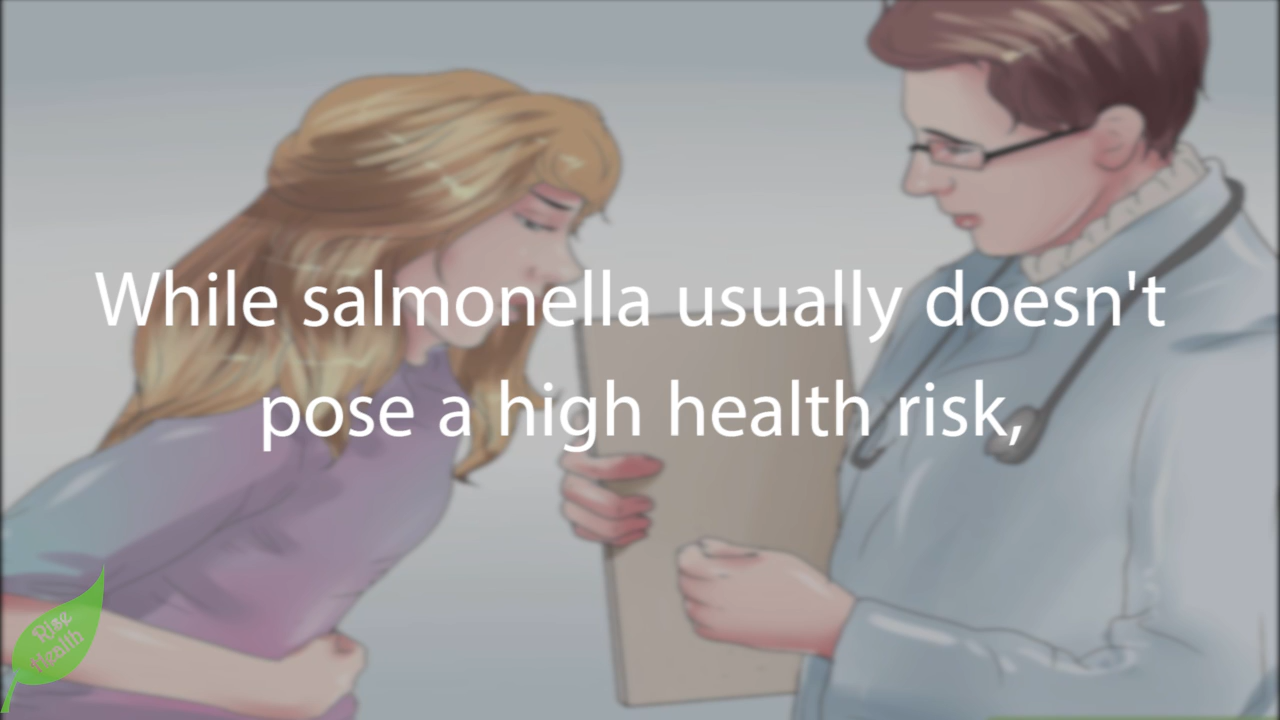 While salmonella usually doesn't
pose a high health risk,
Rise
Health